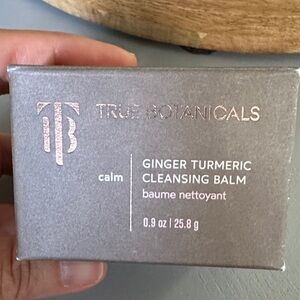 TB
TRUE BOTANICALS
calm
GINGER TURMERIC
CLEANSING BALM
baume nettoyant
0.9 oz | 25.8 g